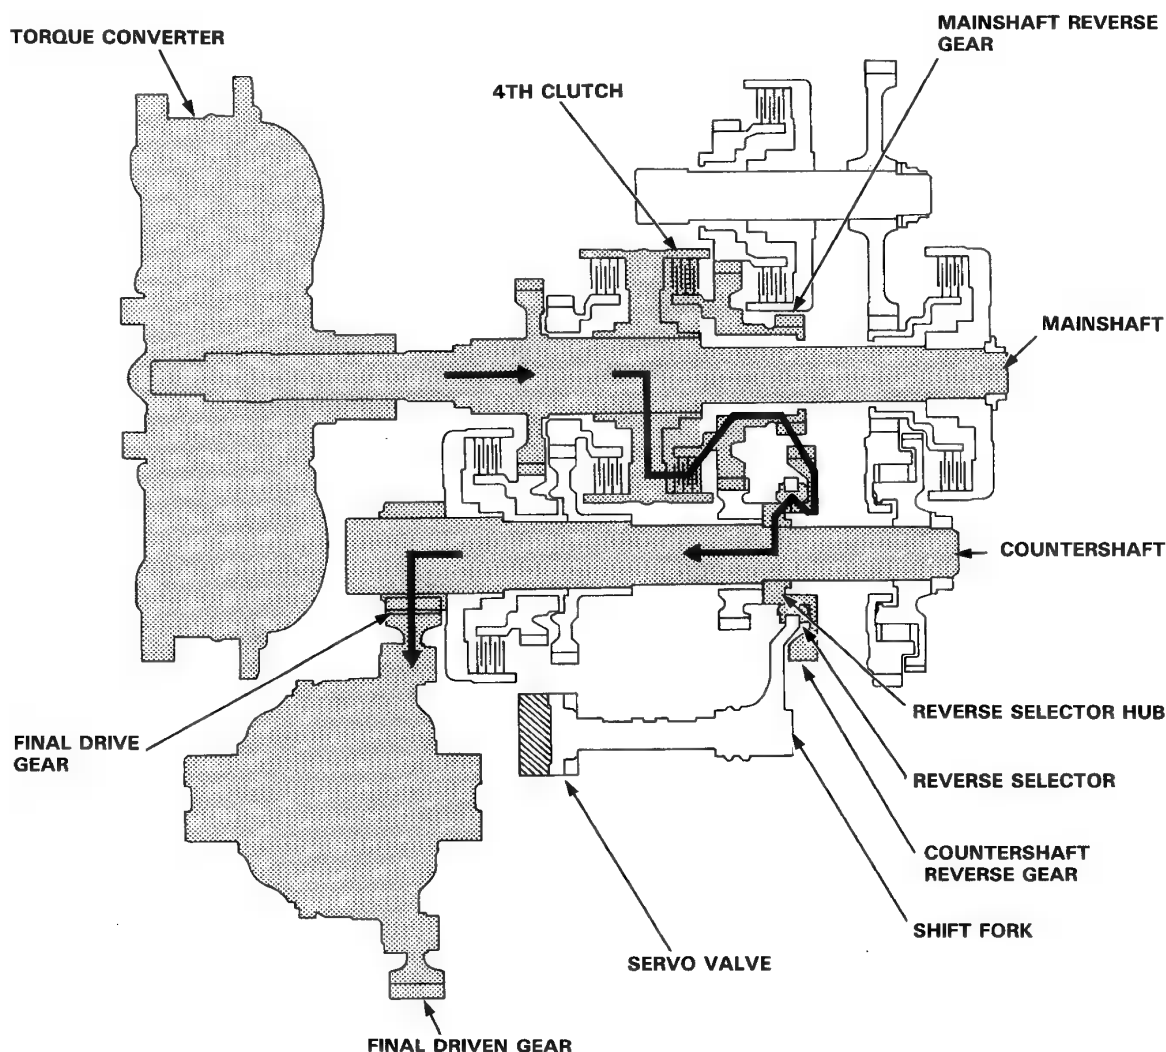 TORQUE CONVERTER
MAINSHAFT REVERSE
GEAR
4TH CLUTCH
MAINSHAFT
COUNTERSHAFT
REVERSE SELECTOR HUB
FINAL DRIVE
GEAR
REVERSE SELECTOR
COUNTERSHAFT
REVERSE GEAR
SHIFT FORK
SERVO VALVE
FINAL DRIVEN GEAR